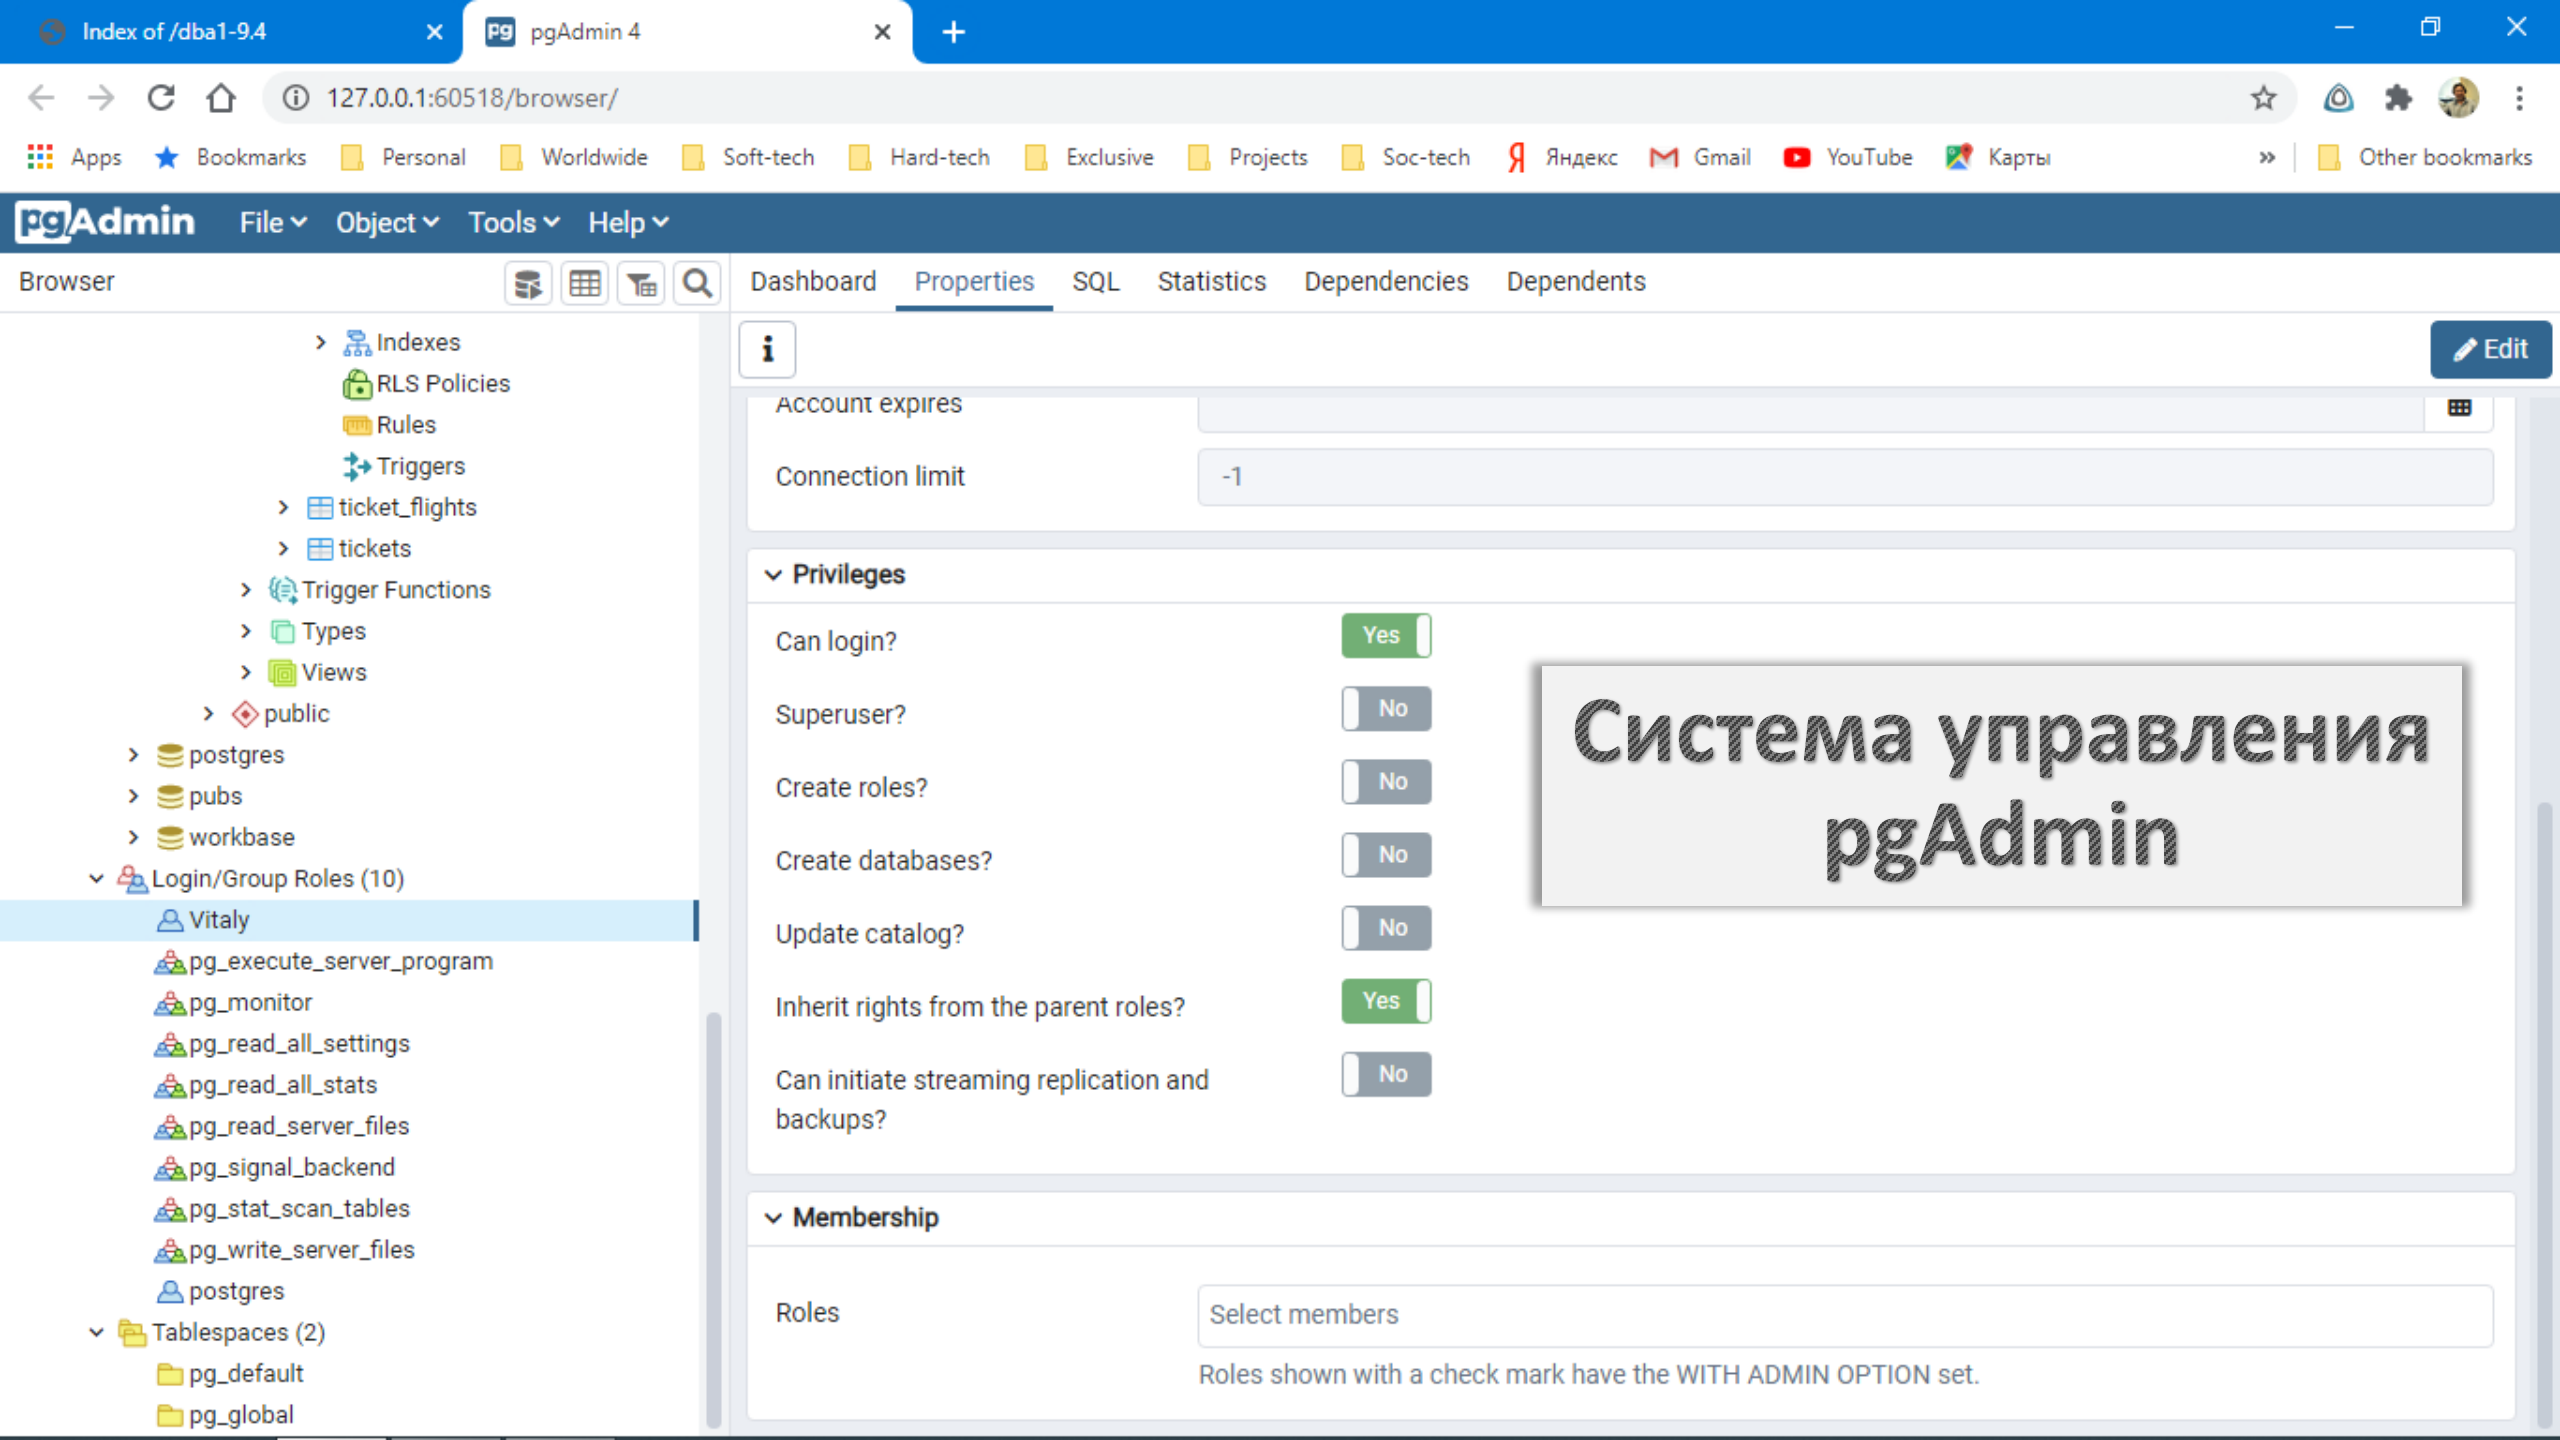 Index of /dba1-9.4
pgAdmin 4
127.0.0.1:60518/browser/
Apps Bookmarks Personal Worldwide Soft-tech Hard-tech Exclusive Projects Soc-tech Яндекс Gmail YouTube Карты » Other bookmarks
pgAdmin File Object Tools Help
Browser
Dashboard Properties SQL Statistics Dependencies Dependents
Edit
Indexes
RLS Policies
Rules
Triggers
ticket_flights
tickets
Trigger Functions
Types
Views
public
postgres
pubs
workbase
Login/Group Roles (10)
Vitaly
pg_execute_server_program
pg_monitor
pg_read_all_settings
pg_read_all_stats
pg_read_server_files
pg_signal_backend
pg_stat_scan_tables
pg_write_server_files
postgres
Tablespaces (2)
pg_default
pg_global
Account expires
Connection limit -1
Privileges
Can login? Yes
Superuser? No
Create roles? No
Create databases? No
Update catalog? No
Inherit rights from the parent roles? Yes
Can initiate streaming replication and No
backups?
Membership
Roles Select members
Roles shown with a check mark have the WITH ADMIN OPTION set.
Система управления
pgAdmin